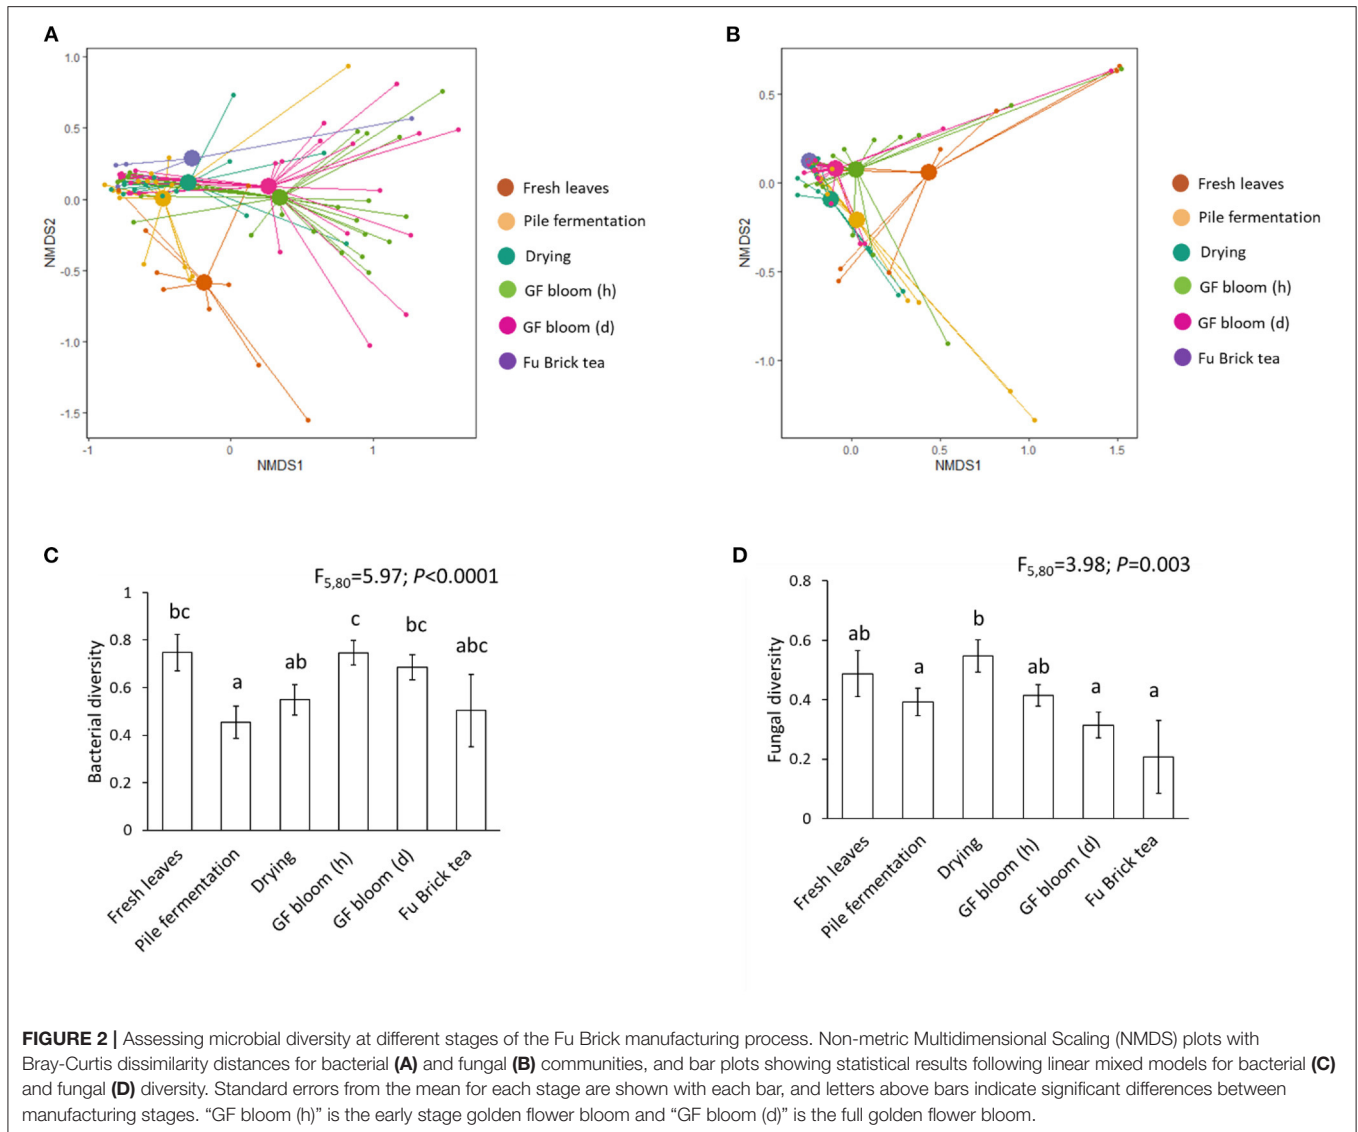 A
1.0
0.5
0.0
-0.5
-1.0
-1.5
NMDS2
-1
0
1
NMDS1
Fresh leaves
Pile fermentation
Drying
GF bloom (h)
GF bloom (d)
Fu Brick tea
B
0.5
0.0
-0.5
-1.0
NMDS2
0.0
0.5
1.0
1.5
NMDS1
Fresh leaves
Pile fermentation
Drying
GF bloom (h)
GF bloom (d)
Fu Brick tea
C
F5,80=5.97; P<0.0001
1
0.8
0.6
0.4
0.2
0
Bacterial diversity
bc
a
ab
c
bc
abc
Fresh leaves
Pile fermentation
Drying
GF bloom (h)
GF bloom (d)
Fu Brick tea
D
F5,80=3.98; P=0.003
0.8
0.6
0.4
0.2
0
Fungal diversity
ab
a
b
ab
a
a
Fresh leaves
Pile fermentation
Drying
GF bloom (h)
GF bloom (d)
Fu Brick tea
FIGURE 2 | Assessing microbial diversity at different stages of the Fu Brick manufacturing process. Non-metric Multidimensional Scaling (NMDS) plots with
Bray-Curtis dissimilarity distances for bacterial (A) and fungal (B) communities, and bar plots showing statistical results following linear mixed models for bacterial (C)
and fungal (D) diversity. Standard errors from the mean for each stage are shown with each bar, and letters above bars indicate significant differences between
manufacturing stages. “GF bloom (h)” is the early stage golden flower bloom and “GF bloom (d)” is the full golden flower bloom.